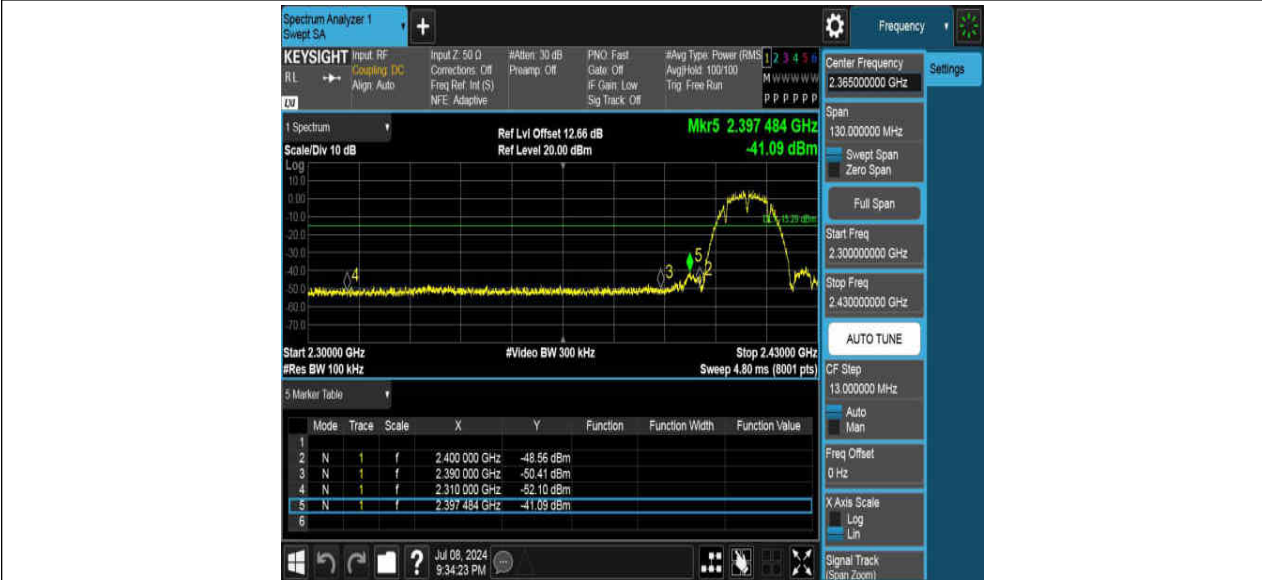 Spectrum Analyzer 1
Swept SA
+
Frequency
KEYSIGHT
RL
LXI
Input: RF
Coupling: DC
Align: Auto
Input Z: 50 Ω
Corrections: Off
Freq Ref: Int (S)
NFE: Adaptive
#Atten: 30 dB
Preamp: Off
PNO: Fast
Gate: Off
IF Gain: Low
Sig Track: Off
#Avg Type: Power (RMS
Avg|Hold: 100/100
Trig: Free Run
1 2 3 4 5 6
M W W W W W
P P P P P P
Center Frequency
2.365000000 GHz
Settings
1 Spectrum
Scale/Div 10 dB
Ref Lvl Offset 12.66 dB
Ref Level 20.00 dBm
Mkr5 2.397 484 GHz
-41.09 dBm
Span
130.000000 MHz
Swept Span
Zero Span
Full Span
Log
10.0
0.00
-10.0
-20.0
-30.0
-40.0
-50.0
-60.0
-70.0
-15.29 dBm
4
3
5
2
Start Freq
2.300000000 GHz
Stop Freq
2.430000000 GHz
AUTO TUNE
Start 2.30000 GHz
#Res BW 100 kHz
#Video BW 300 kHz
Stop 2.43000 GHz
Sweep 4.80 ms (8001 pts)
CF Step
13.000000 MHz
Auto
Man
5 Marker Table
Mode Trace Scale X Y Function Function Width Function Value
1
2 N 1 f 2.400 000 GHz -48.56 dBm
3 N 1 f 2.390 000 GHz -50.41 dBm
4 N 1 f 2.310 000 GHz -52.10 dBm
5 N 1 f 2.397 484 GHz -41.09 dBm
6
Freq Offset
0 Hz
X Axis Scale
Log
Lin
Signal Track
(Span Zoom)
?
Jul 08, 2024
9:34:23 PM